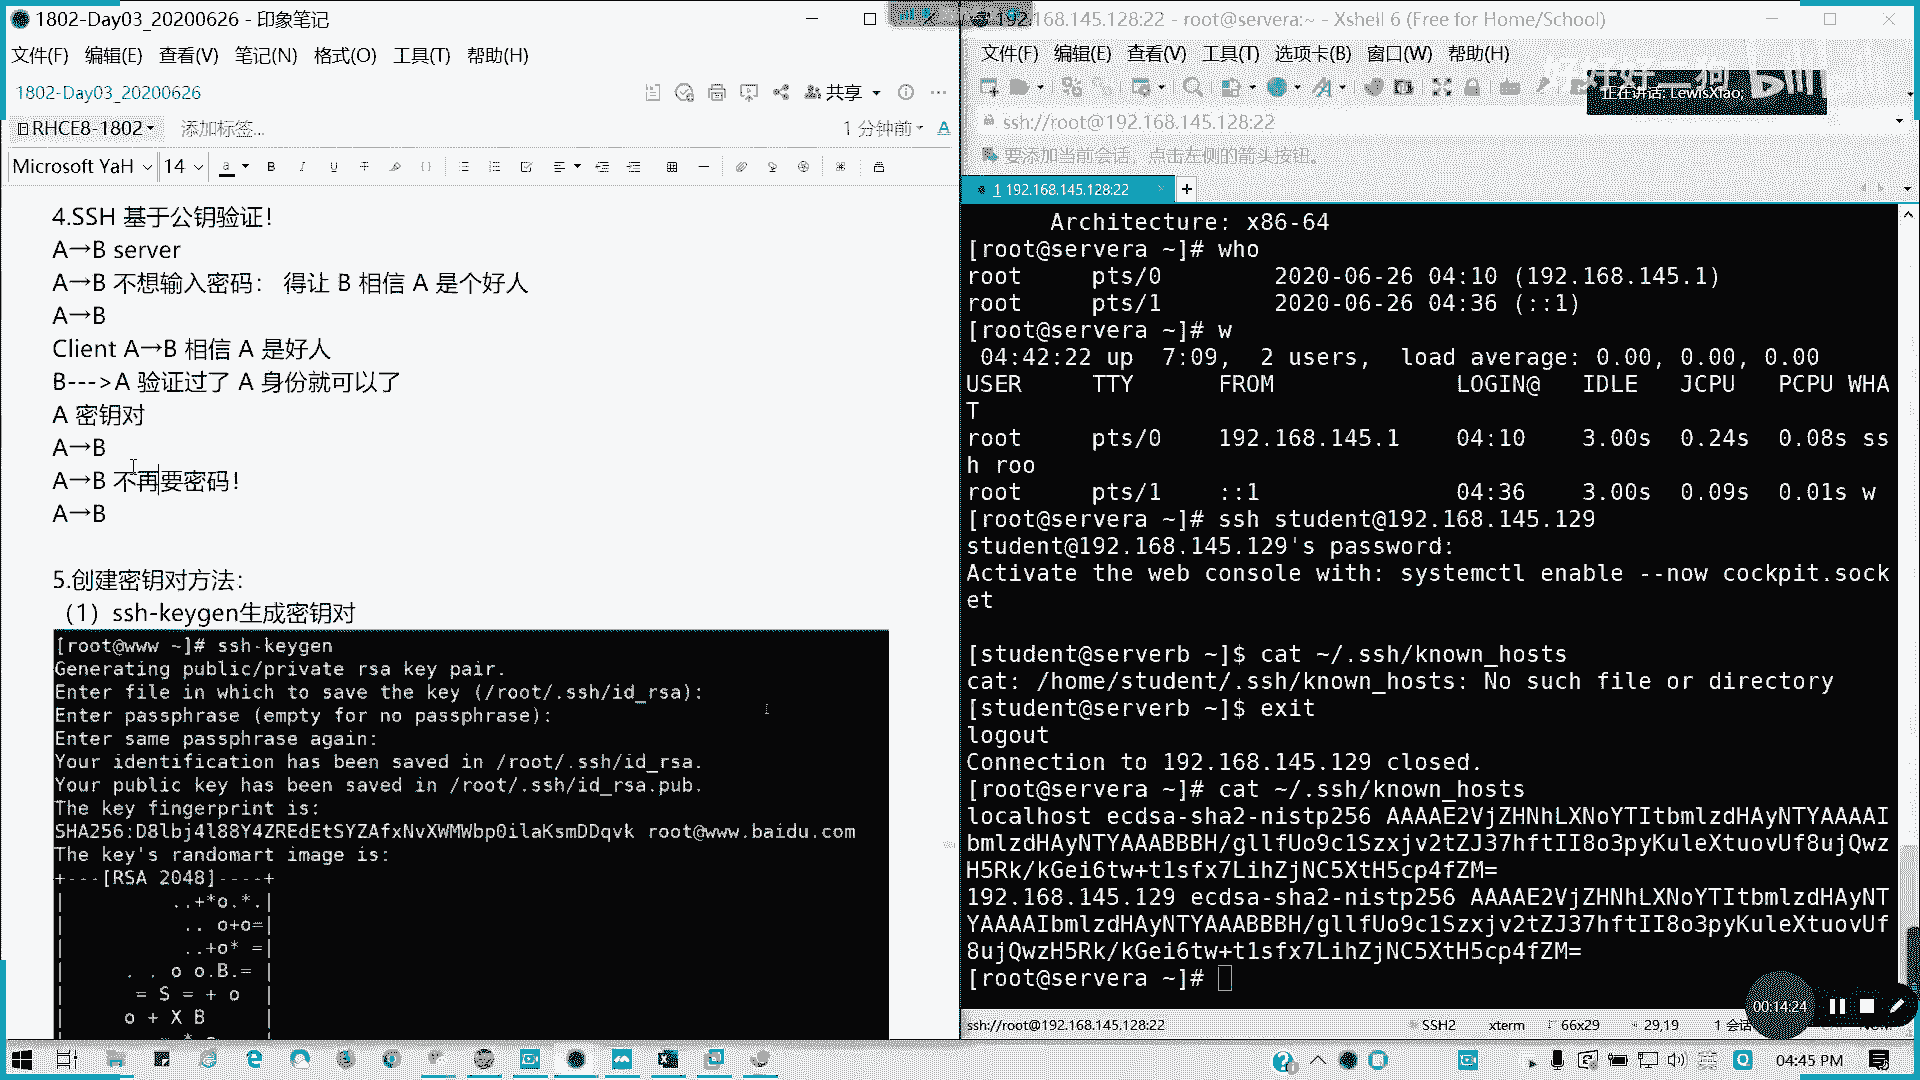 1802-Day03_20200626 - 印象笔记
文件(F) 编辑(E) 查看(V) 笔记(N) 格式(O) 工具(T) 帮助(H)
1802-Day03_20200626
共享
RHCE8-1802
添加标签...
1 分钟前
Microsoft YaH
14
4.SSH 基于公钥验证!
A→B server
A→B 不想输入密码： 得让 B 相信 A 是个好人
A→B
Client A→B 相信 A 是好人
B--->A 验证过了 A 身份就可以了
A 密钥对
A→B
A→B 不再要密码!
A→B
5.创建密钥对方法:
（1）ssh-keygen生成密钥对
[root@www ~]# ssh-keygen
Generating public/private rsa key pair.
Enter file in which to save the key (/root/.ssh/id_rsa):
Enter passphrase (empty for no passphrase):
Enter same passphrase again:
Your identification has been saved in /root/.ssh/id_rsa.
Your public key has been saved in /root/.ssh/id_rsa.pub.
The key fingerprint is:
SHA256:D8lbj4l88Y4ZREdEtSYZAfxNvXWMWbp0ilaKsmDDqvk root@www.baidu.com
The key's randomart image is:
+---[RSA 2048]----+
| ..+*o.*.|
| .. o+o=|
| ..+o* =|
| . . o o.B.= |
| = S = + o |
| o + X B |
192.168.145.128:22 - root@servera:~ - Xshell 6 (Free for Home/School)
文件(F) 编辑(E) 查看(V) 工具(T) 选项卡(B) 窗口(W) 帮助(H)
正在讲话: LewisXiao;
ssh://root@192.168.145.128:22
要添加当前会话，点击左侧的箭头按钮。
1 192.168.145.128:22
Architecture: x86-64
[root@servera ~]# who
root pts/0 2020-06-26 04:10 (192.168.145.1)
root pts/1 2020-06-26 04:36 (::1)
[root@servera ~]# w
04:42:22 up 7:09, 2 users, load average: 0.00, 0.00, 0.00
USER TTY FROM LOGIN@ IDLE JCPU PCPU WHA
T
root pts/0 192.168.145.1 04:10 3.00s 0.24s 0.08s ss
h roo
root pts/1 ::1 04:36 3.00s 0.09s 0.01s w
[root@servera ~]# ssh student@192.168.145.129
student@192.168.145.129's password:
Activate the web console with: systemctl enable --now cockpit.sock
et
[student@serverb ~]$ cat ~/.ssh/known_hosts
cat: /home/student/.ssh/known_hosts: No such file or directory
[student@serverb ~]$ exit
logout
Connection to 192.168.145.129 closed.
[root@servera ~]# cat ~/.ssh/known_hosts
localhost ecdsa-sha2-nistp256 AAAAE2VjZHNhLXNoYTItbmlzdHAyNTYAAAAI
bmlzdHAyNTYAAABBBH/gllfUo9c1Szxjv2tZJ37hftII8o3pyKuleXtuovUf8ujQwz
H5Rk/kGei6tw+t1sfx7LihZjNC5XtH5cp4fZM=
192.168.145.129 ecdsa-sha2-nistp256 AAAAE2VjZHNhLXNoYTItbmlzdHAyNT
YAAAAIbmlzdHAyNTYAAABBBH/gllfUo9c1Szxjv2tZJ37hftII8o3pyKuleXtuovUf
8ujQwzH5Rk/kGei6tw+t1sfx7LihZjNC5XtH5cp4fZM=
[root@servera ~]#
00:14:24
ssh://root@192.168.145.128:22
SSH2 xterm 66x29 29,19 1 会话
04:45 PM